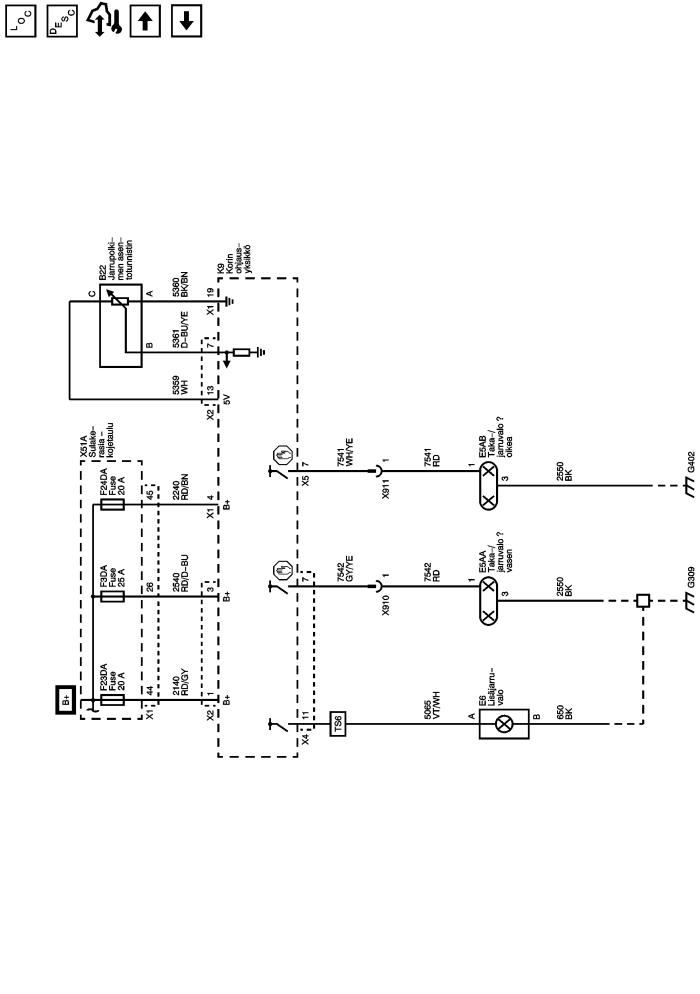 LOC
DESC
B22
Jarrupolki–
men asen–
totunnistin
C
A
B
5360
BK/BN
5361
D–BU/YE
5359
WH
X1
19
7
X2
13
5V
K9
Korin
ohjaus–
yksikkö
X51A
Sulake–
rasia –
kojetaulu
B+
F23DA
Fuse
20 A
F3DA
Fuse
25 A
F24DA
Fuse
20 A
X1
44
26
45
2140
RD/GY
2540
RD/D–BU
2240
RD/BN
X2
1
3
X1
4
B+
B+
B+
X4
11
7
X5
7
TS6
7542
GY/YE
7541
WH/YE
X910
1
X911
1
5065
VT/WH
7542
RD
7541
RD
E6
Lisäjarru–
valo
A
B
E5AA
Taka–/
jarruvalo ?
vasen
1
3
E5AB
Taka–/
jarruvalo ?
oikea
1
3
650
BK
2550
BK
2550
BK
G309
G402